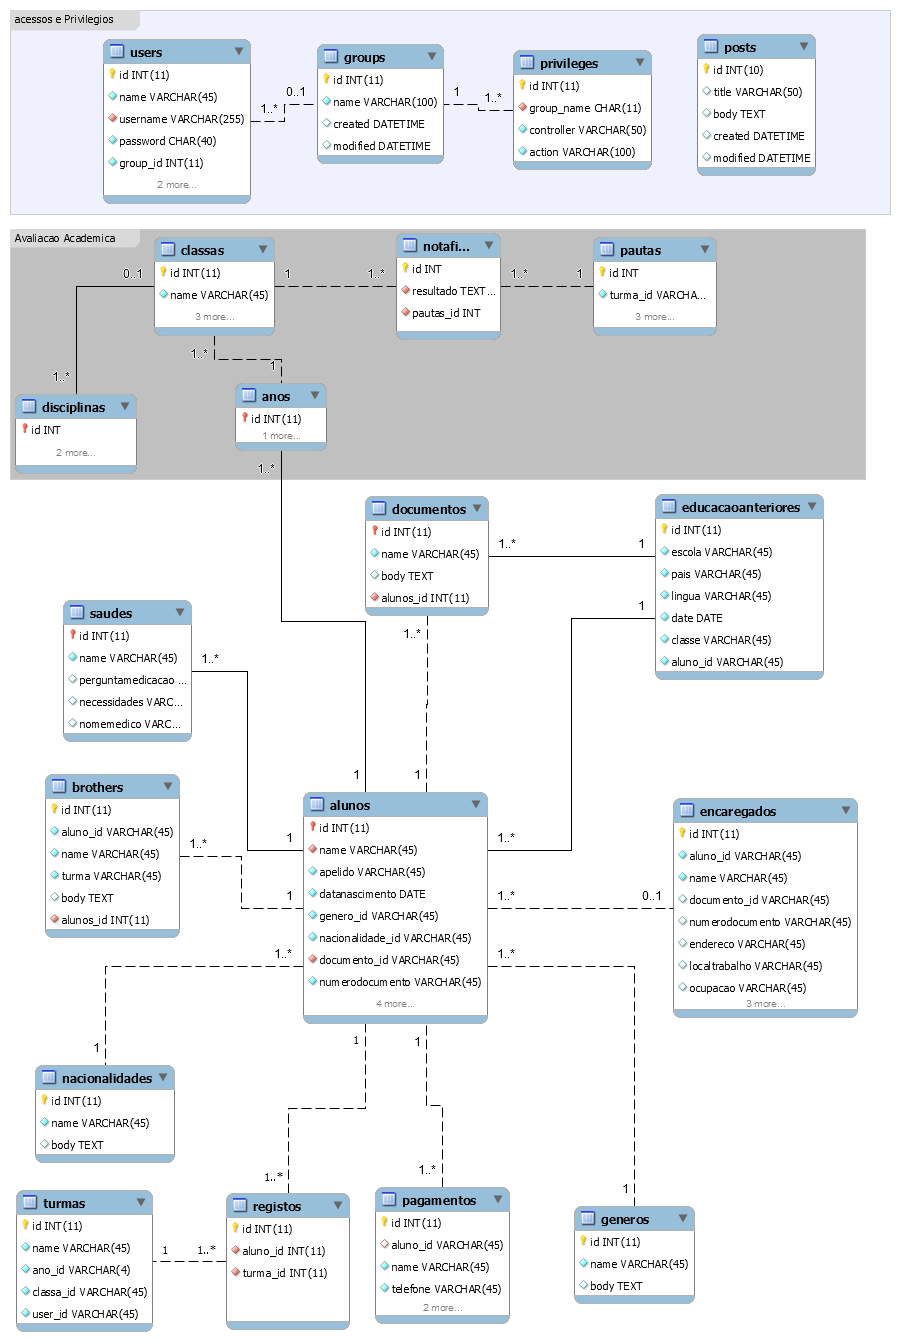 acessos e Privilegios
users
id INT(11)
name VARCHAR(45)
username VARCHAR(255)
password CHAR(40)
group_id INT(11)
2 more...
1..*
0..1
groups
id INT(11)
name VARCHAR(100)
created DATETIME
modified DATETIME
1
1..*
privileges
id INT(11)
group_name CHAR(11)
controller VARCHAR(50)
action VARCHAR(100)
posts
id INT(10)
title VARCHAR(50)
body TEXT
created DATETIME
modified DATETIME
Avaliacao Academica
classas
id INT(11)
name VARCHAR(45)
3 more...
0..1
1..*
1
1..*
notafi...
id INT
resultado TEXT...
pautas_id INT
1..*
1
pautas
id INT
turma_id VARCHA...
3 more...
1..*
1
disciplinas
id INT
2 more...
anos
id INT(11)
1 more...
1..*
documentos
id INT(11)
name VARCHAR(45)
body TEXT
alunos_id INT(11)
1..*
1
educacaoanteriores
id INT(11)
escola VARCHAR(45)
pais VARCHAR(45)
lingua VARCHAR(45)
date DATE
classe VARCHAR(45)
aluno_id VARCHAR(45)
1
1..*
saudes
id INT(11)
name VARCHAR(45)
perguntamedicacao ...
necessidades VARC...
nomemedico VARC...
1..*
1
1
brothers
id INT(11)
aluno_id VARCHAR(45)
name VARCHAR(45)
turma VARCHAR(45)
body TEXT
alunos_id INT(11)
1..*
1
1
alunos
id INT(11)
name VARCHAR(45)
apelido VARCHAR(45)
datanascimento DATE
genero_id VARCHAR(45)
nacionalidade_id VARCHAR(45)
documento_id VARCHAR(45)
numerodocumento VARCHAR(45)
4 more...
1..*
1..*
0..1
1..*
encaregados
id INT(11)
aluno_id VARCHAR(45)
name VARCHAR(45)
documento_id VARCHAR(45)
numerodocumento VARCHAR(45)
endereco VARCHAR(45)
localtrabalho VARCHAR(45)
ocupacao VARCHAR(45)
3 more...
1..*
1
nacionalidades
id INT(11)
name VARCHAR(45)
body TEXT
1
1
1..*
1..*
1
turmas
id INT(11)
name VARCHAR(45)
ano_id VARCHAR(4)
classa_id VARCHAR(45)
user_id VARCHAR(45)
1
1..*
registos
id INT(11)
aluno_id INT(11)
turma_id INT(11)
pagamentos
id INT(11)
aluno_id VARCHAR(45)
name VARCHAR(45)
telefone VARCHAR(45)
2 more...
generos
id INT(11)
name VARCHAR(45)
body TEXT